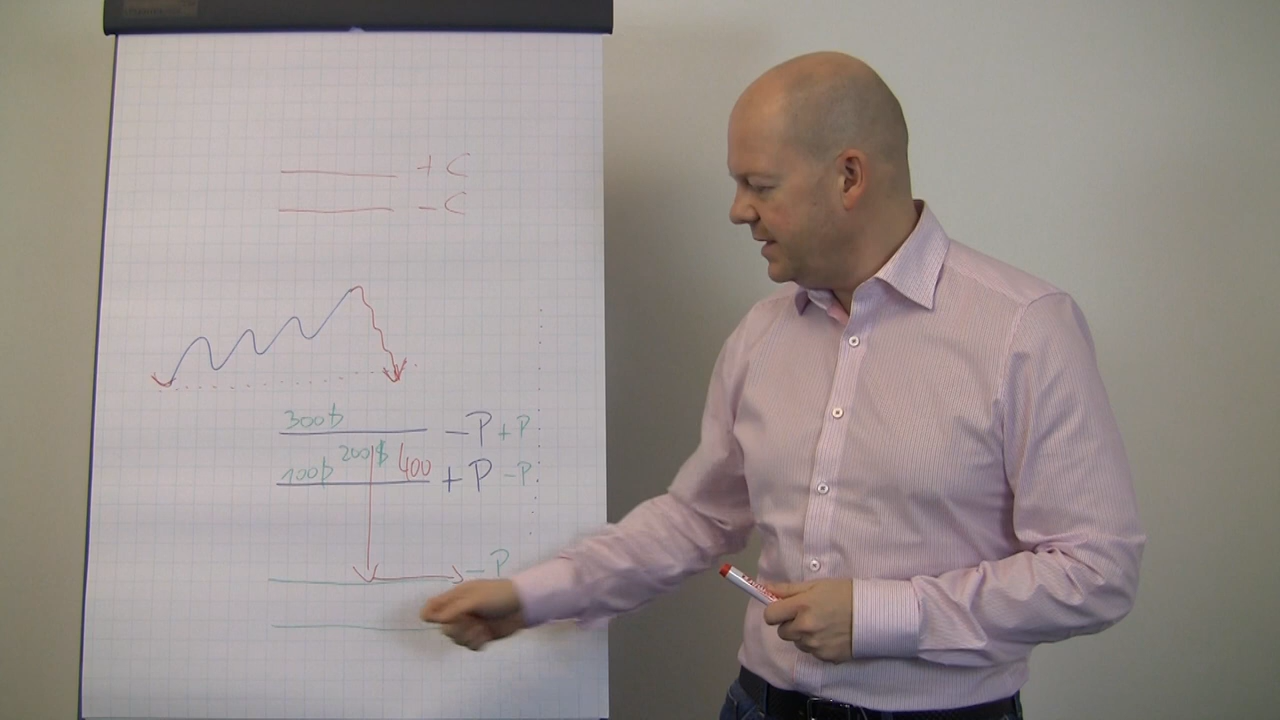 + C
- C
300$ - P + P
200$
100$ 400 + P - P
- P